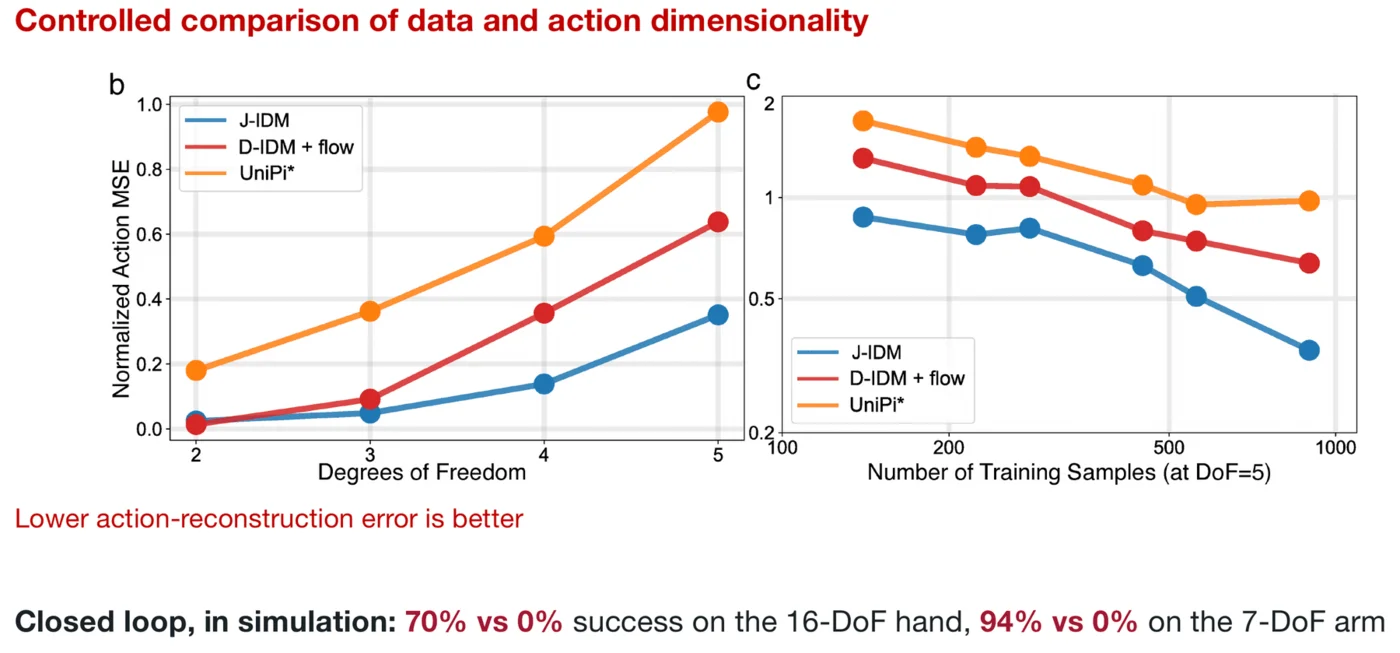 Controlled comparison of data and action dimensionality
b
1.0
0.8
0.6
0.4
0.2
0.0
Normalized Action MSE
J-IDM
D-IDM + flow
UniPi*
2 3 4 5
Degrees of Freedom
c
2
1
0.5
0.2
J-IDM
D-IDM + flow
UniPi*
100 200 500 1000
Number of Training Samples (at DoF=5)
Lower action-reconstruction error is better
Closed loop, in simulation: 70% vs 0% success on the 16-DoF hand, 94% vs 0% on the 7-DoF arm